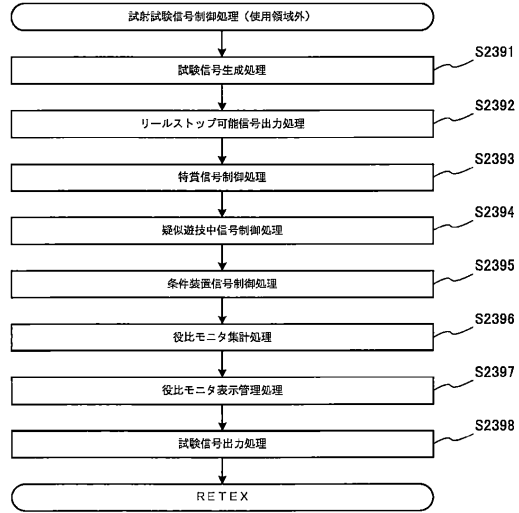 試射試験信号制御処理（使用領域外）
試験信号生成処理
S2391
リールストップ可能信号出力処理
S2392
特賞信号制御処理
S2393
疑似遊技中信号制御処理
S2394
条件装置信号制御処理
S2395
役比モニタ集計処理
S2396
役比モニタ表示管理処理
S2397
試験信号出力処理
S2398
RETEX